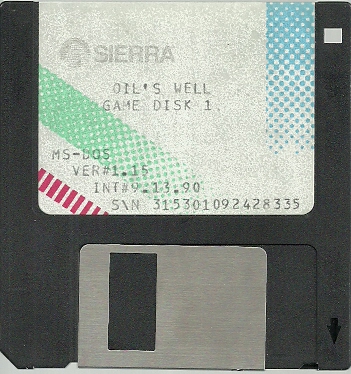 SIERRA
OIL'S WELL
GAME DISK 1
MS-DOS
VER#1.15
INT#9.13.90
S\N 315301092428335